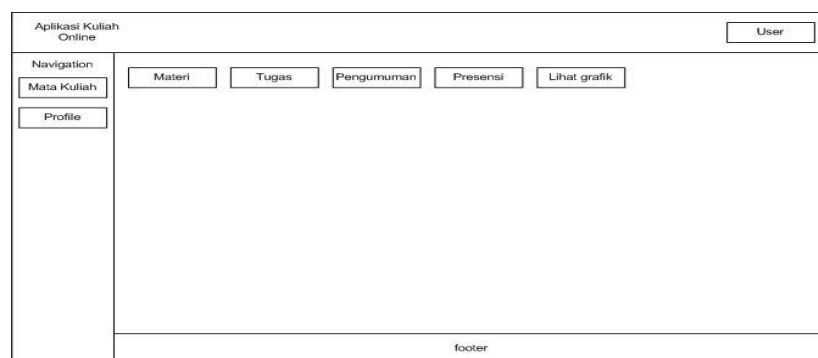 Aplikasi Kuliah
Online
User
Navigation
Mata Kuliah
Profile
Materi
Tugas
Pengumuman
Presensi
Lihat grafik
footer